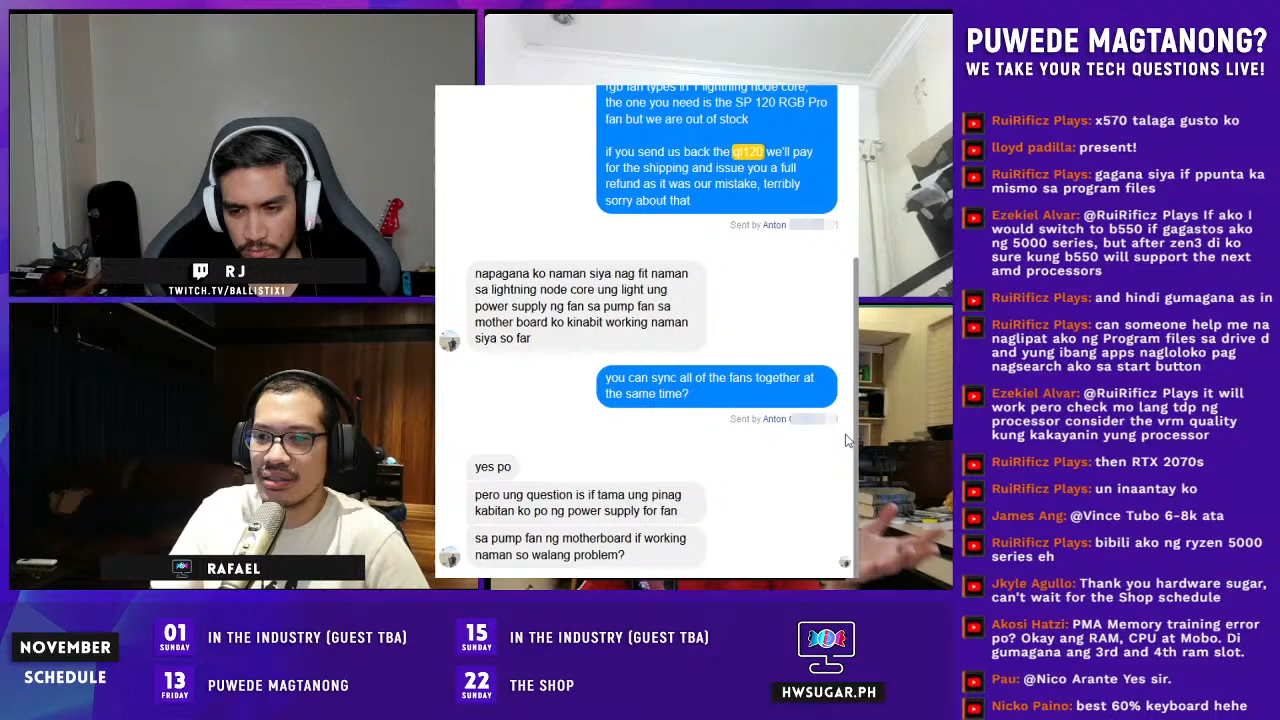 PUWEDE MAGTANONG?
WE TAKE YOUR TECH QUESTIONS LIVE!
rgb fan types in 1 lightning node core,
the one you need is the SP 120 RGB Pro
fan but we are out of stock
if you send us back the ql120 we'll pay
for the shipping and issue you a full
refund as it was our mistake, terribly
sorry about that
Sent by Anton
napagana ko naman siya nag fit naman
sa lightning node core ung light ung
power supply ng fan sa pump fan sa
mother board ko kinabit working naman
siya so far
you can sync all of the fans together at
the same time?
Sent by Anton
yes po
pero ung question is if tama ung pinag
kabitan ko po ng power supply for fan
sa pump fan ng motherboard if working
naman so walang problem?
RJ
TWITCH.TV/BALLISTIX1
RAFAEL
RuiRificz Plays: x570 talaga gusto ko
lloyd padilla: present!
RuiRificz Plays: gagana siya if ppunta ka
mismo sa program files
Ezekiel Alvar: @RuiRificz Plays If ako I
would switch to b550 if gagastos ako
ng 5000 series, but after zen3 di ko
sure kung b550 will support the next
amd processors
RuiRificz Plays: and hindi gumagana as in
RuiRificz Plays: can someone help me na
naglipat ako ng Program files sa drive d
and yung ibang apps nagloloko pag
nagsearch ako sa start button
Ezekiel Alvar: @RuiRificz Plays it will
work pero check mo lang tdp ng
processor consider the vrm quality
kung kakayanin yung processor
RuiRificz Plays: then RTX 2070s
RuiRificz Plays: un inaantay ko
James Ang: @Vince Tubo 6-8k ata
RuiRificz Plays: bibili ako ng ryzen 5000
series eh
Jkyle Agullo: Thank you hardware sugar,
can't wait for the Shop schedule
Akosi Hatzi: PMA Memory training error
po? Okay ang RAM, CPU at Mobo. Di
gumagana ang 3rd and 4th ram slot.
Pau: @Nico Arante Yes sir.
Nicko Paino: best 60% keyboard hehe
NOVEMBER
SCHEDULE
01
SUNDAY
IN THE INDUSTRY (GUEST TBA)
13
FRIDAY
PUWEDE MAGTANONG
15
SUNDAY
IN THE INDUSTRY (GUEST TBA)
22
SUNDAY
THE SHOP
HWSUGAR.PH